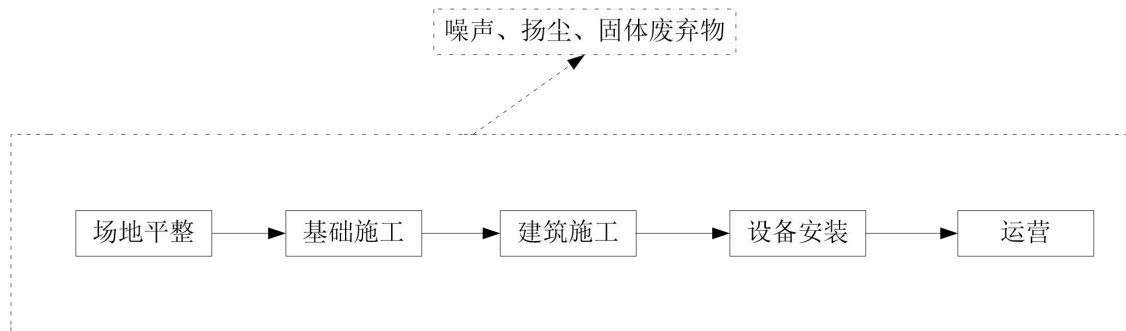 噪声、扬尘、固体废弃物
场地平整
基础施工
建筑施工
设备安装
运营